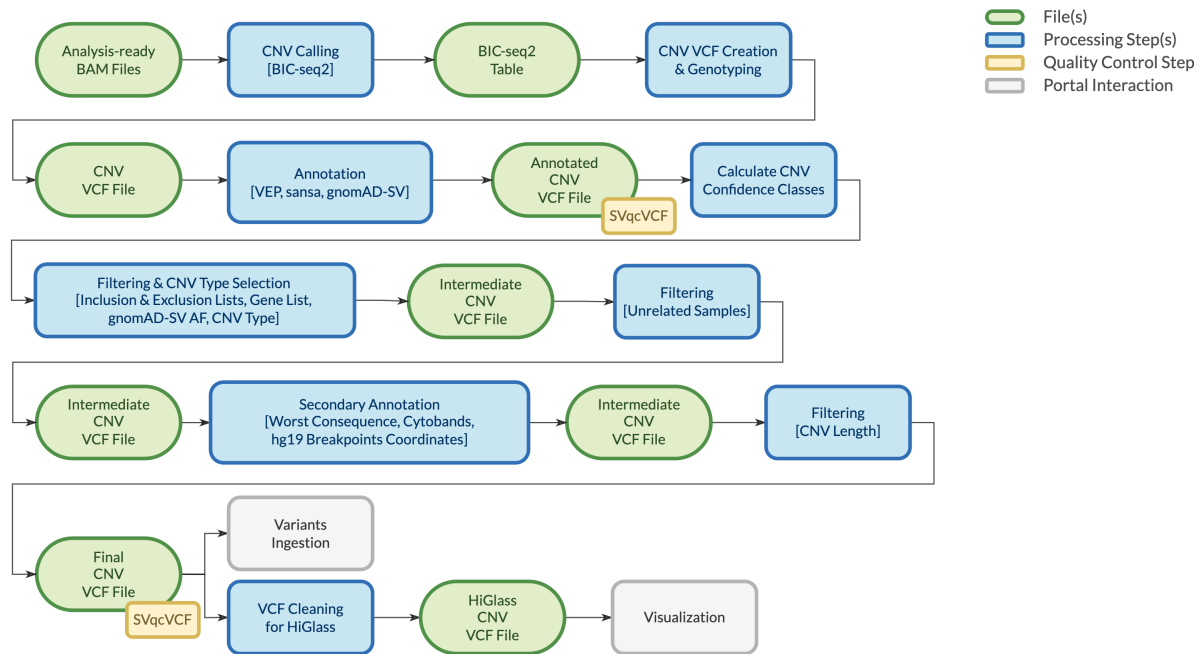 Analysis-ready
BAM Files
CNV Calling
[BIC-seq2]
BIC-seq2
Table
CNV VCF Creation
& Genotyping
File(s)
Processing Step(s)
Quality Control Step
Portal Interaction
CNV
VCF File
Annotation
[VEP, sansa, gnomAD-SV]
Annotated
CNV
VCF File
SVqcVCF
Calculate CNV
Confidence Classes
Filtering & CNV Type Selection
[Inclusion & Exclusion Lists, Gene List,
gnomAD-SV AF, CNV Type]
Intermediate
CNV
VCF File
Filtering
[Unrelated Samples]
Intermediate
CNV
VCF File
Secondary Annotation
[Worst Consequence, Cytobands,
hg19 Breakpoints Coordinates]
Intermediate
CNV
VCF File
Filtering
[CNV Length]
Final
CNV
VCF File
SVqcVCF
Variants
Ingestion
VCF Cleaning
for HiGlass
HiGlass
CNV
VCF File
Visualization